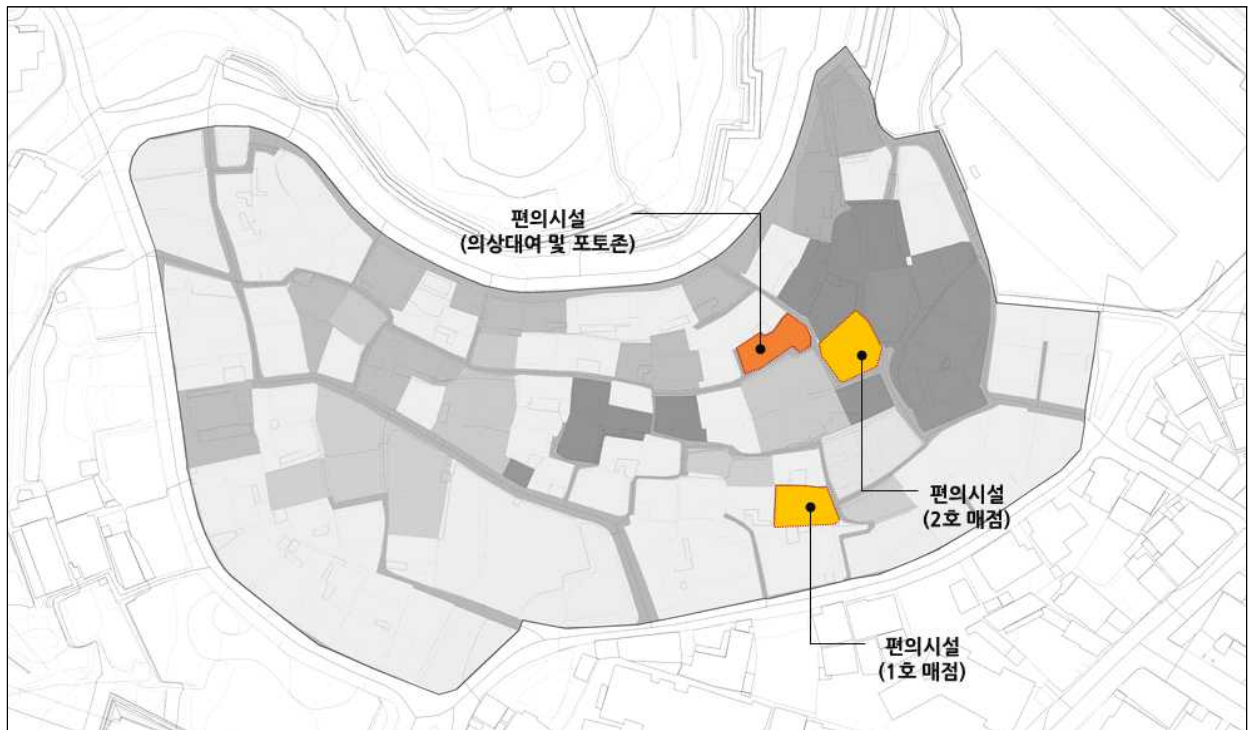 편의시설
(의상대여 및 포토존)
편의시설
(2호 매점)
편의시설
(1호 매점)